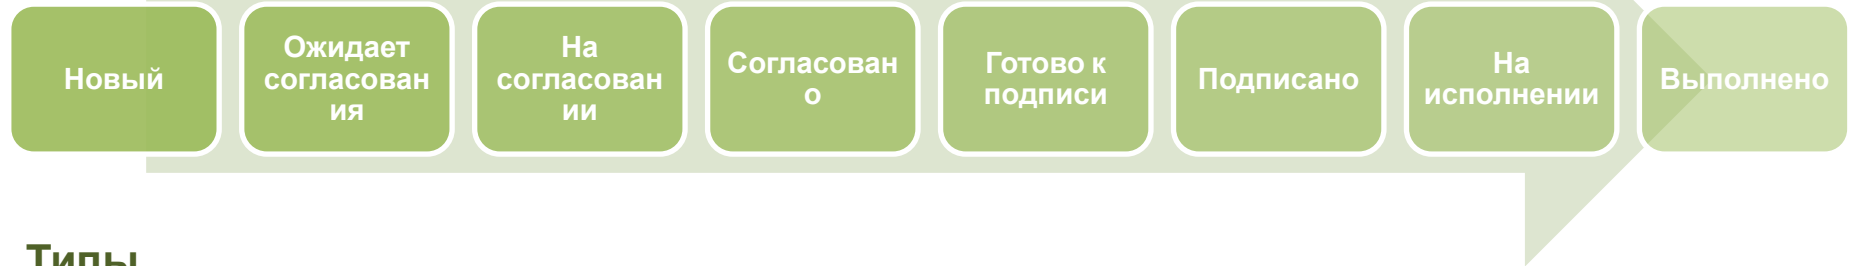 Новый
Ожидает
согласован
ия
На
согласован
ии
Согласован
о
Готово к
подписи
Подписано
На
исполнении
Выполнено
Типы